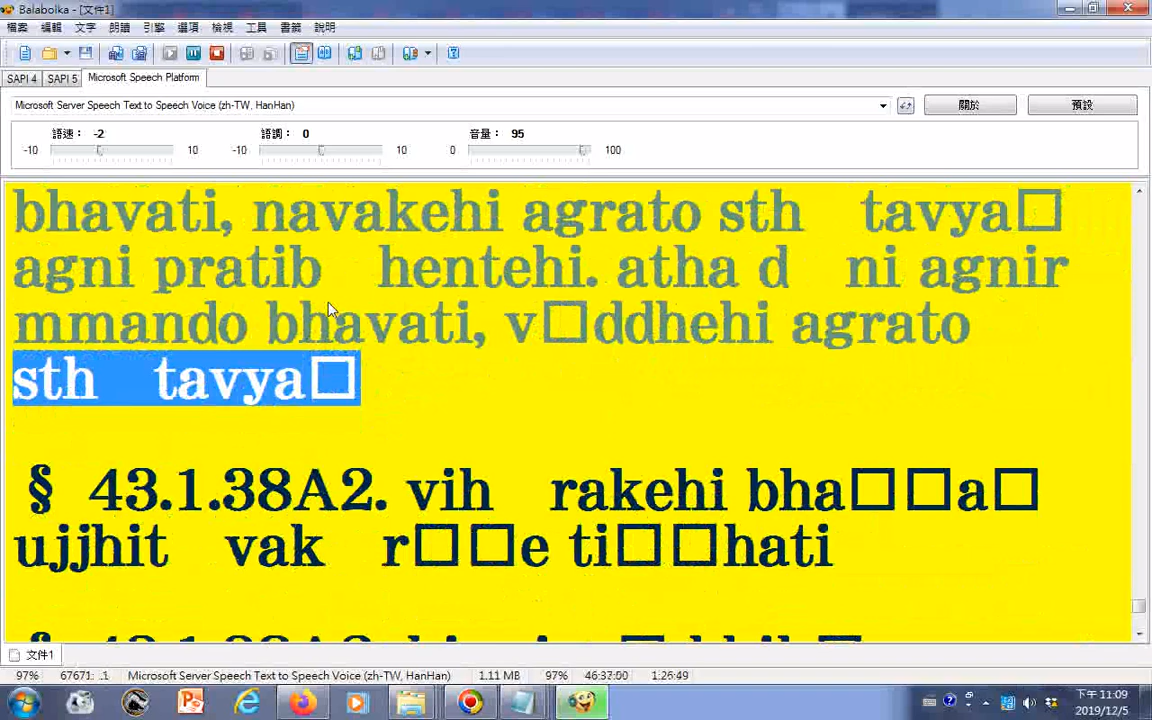 Balabolka - [文件1]
檔案 編輯 文字 朗讀 引擎 選項 檢視 工具 書籤 說明
SAPI 4 SAPI 5 Microsoft Speech Platform
Microsoft Server Speech Text to Speech Voice (zh-TW, HanHan) 關於 預設
語速： -2 語調： 0 音量： 95
-10 10 -10 10 0 100
bhavati, navakehi agrato sth tavya□
agni pratib hentehi. atha d ni agnir
mmando bhavati, v□ddhehi agrato
sth tavya□
§ 43.1.38A2. vih rakehi bha□□a□
ujjhit vak r□□e ti□□hati
文件1
97% 67671: ..1 Microsoft Server Speech Text to Speech Voice (zh-TW, HanHan) 1.11 MB 97% 46:37:00 1:26:49
下午 11:09
2019/12/5